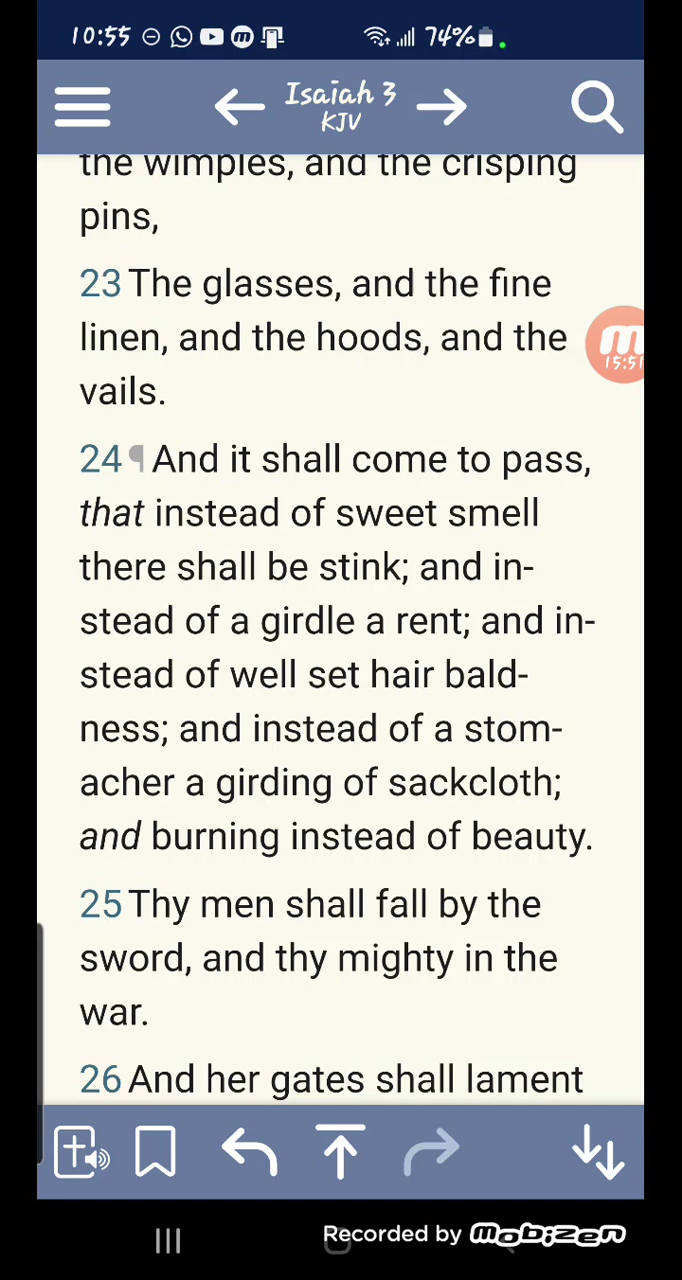 10:55 74%
Isaiah 3
KJV
the wimples, and the crisping
pins,
23 The glasses, and the fine
linen, and the hoods, and the
vails.
15:51
24 ¶ And it shall come to pass,
that instead of sweet smell
there shall be stink; and in-
stead of a girdle a rent; and in-
stead of well set hair bald-
ness; and instead of a stom-
acher a girding of sackcloth;
and burning instead of beauty.
25 Thy men shall fall by the
sword, and thy mighty in the
war.
26 And her gates shall lament
Recorded by mobizen